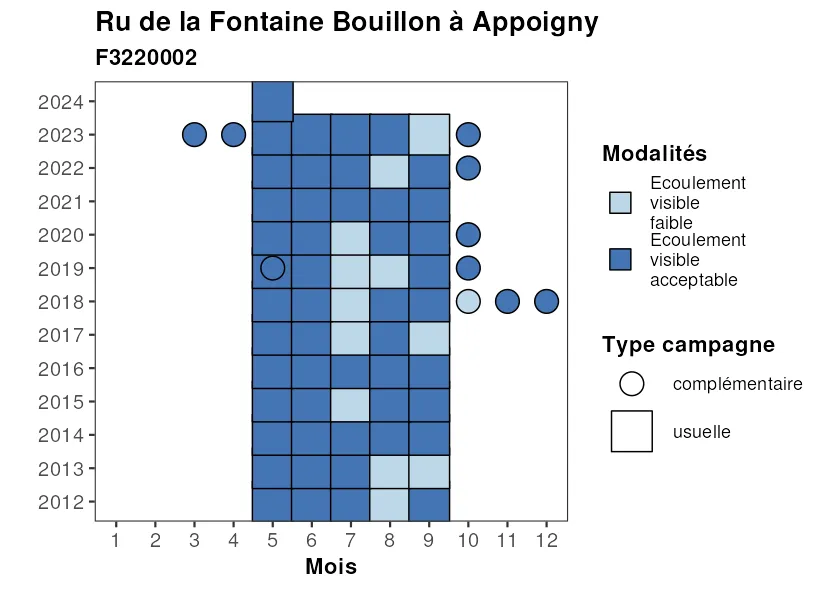 Ru de la Fontaine Bouillon à Appoigny
F3220002
2024
2023
2022
2021
2020
2019
2018
2017
2016
2015
2014
2013
2012
1 2 3 4 5 6 7 8 9 10 11 12
Mois
Modalités
Ecoulement
visible
faible
Ecoulement
visible
acceptable
Type campagne
complémentaire
usuelle